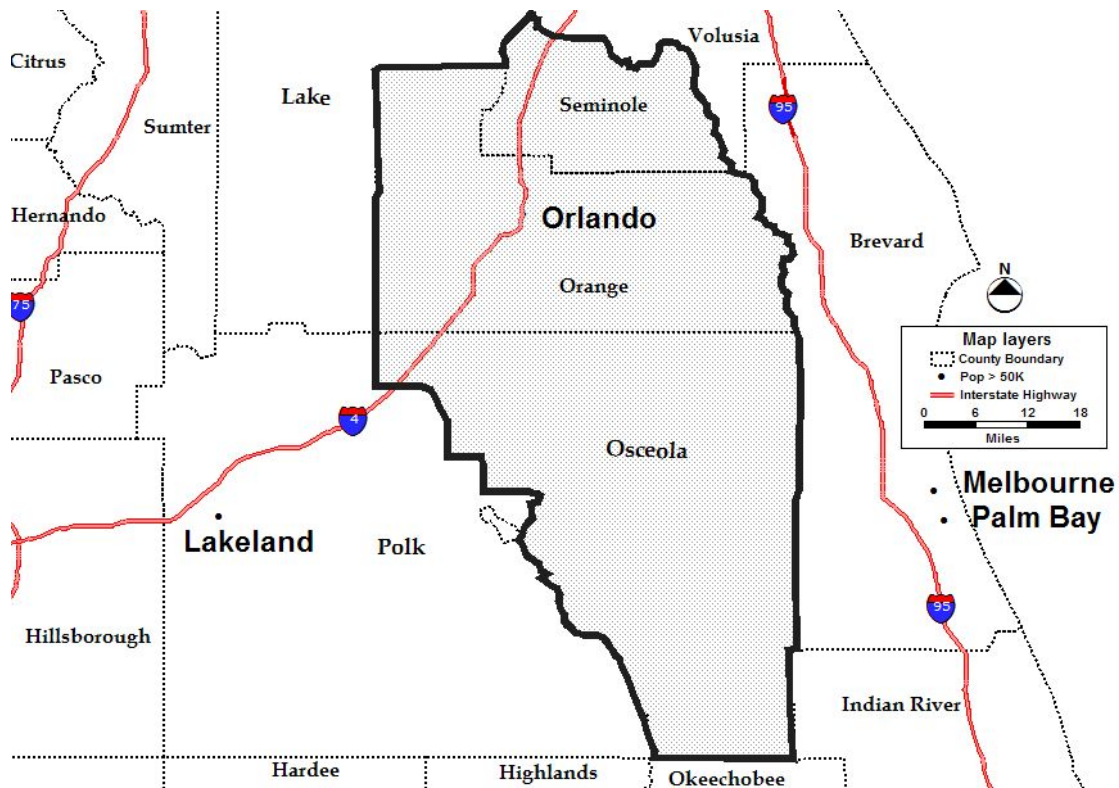 Volusia
Citrus
Lake
Seminole
95
Sumter
Hernando
Orlando
Brevard
N
Orange
75
Map layers
County Boundary
Pop > 50K
Interstate Highway
0 6 12 18
Miles
Pasco
4
Osceola
Melbourne
Palm Bay
Lakeland
Polk
95
Hillsborough
Indian River
Hardee
Highlands
Okeechobee